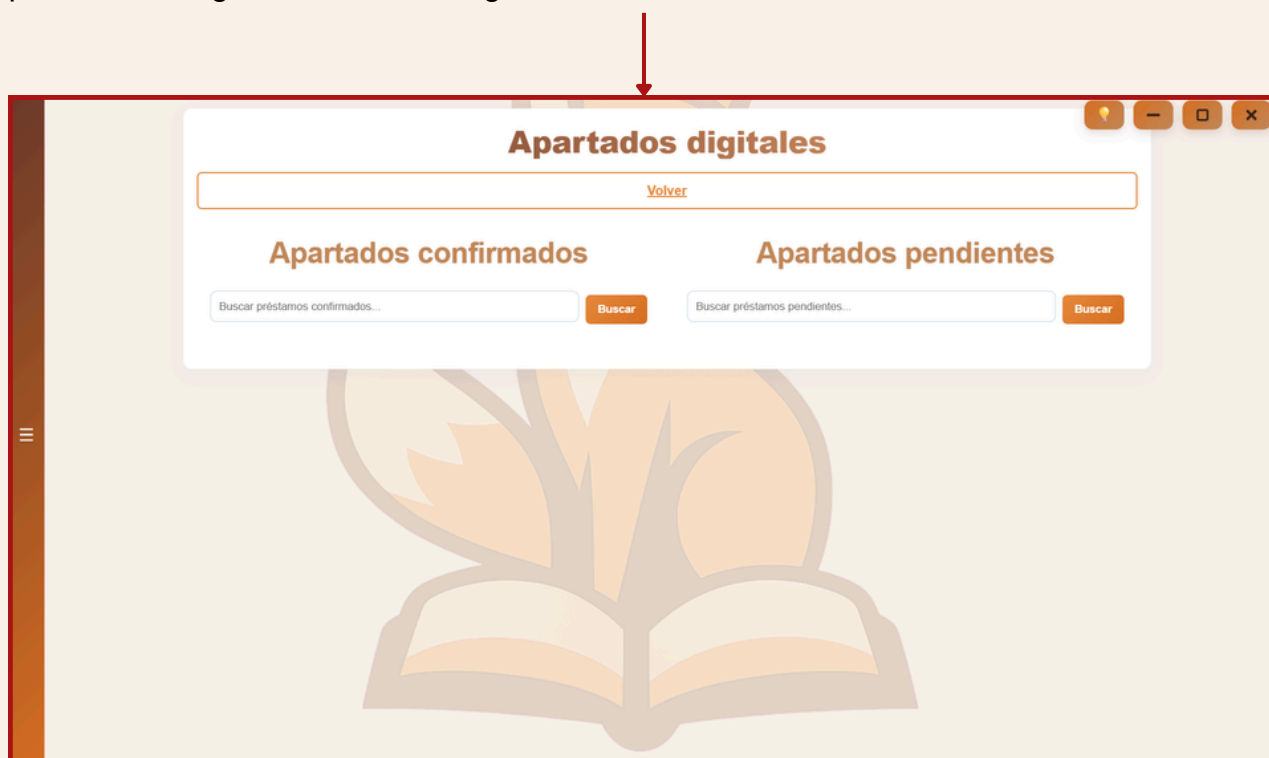 Apartados digitales
Volver
Apartados confirmados
Buscar préstamos confirmados...
Buscar
Apartados pendientes
Buscar préstamos pendientes...
Buscar